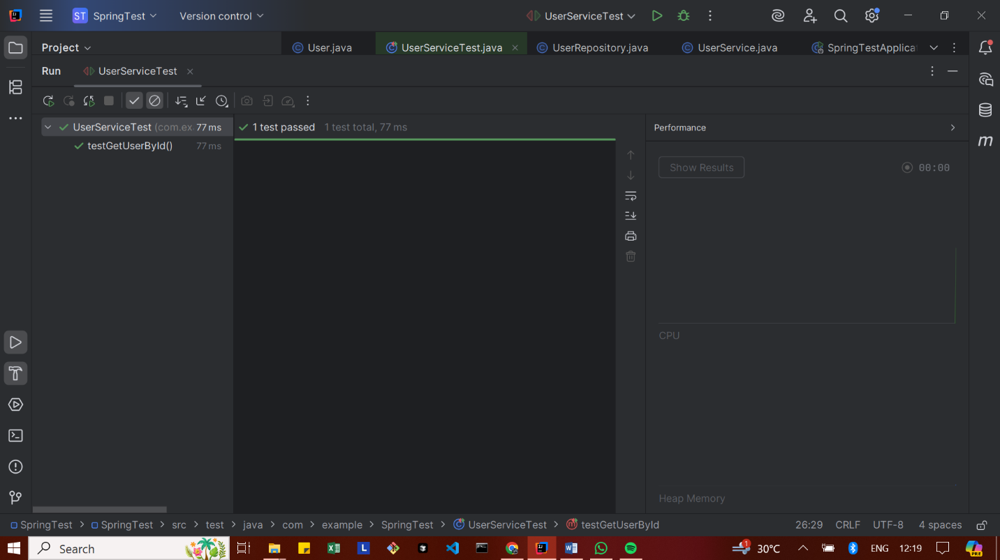 ST SpringTest Version control UserServiceTest
Project User.java UserServiceTest.java UserRepository.java UserService.java SpringTestApplica
Run UserServiceTest
UserServiceTest (com.ex 77 ms 1 test passed 1 test total, 77 ms Performance
testGetUserById() 77 ms
Show Results 00:00
CPU
Heap Memory
SpringTest SpringTest src test java com example SpringTest UserServiceTest testGetUserById 26:29 CRLF UTF-8 4 spaces
Search 1 30°C ENG 12:19 PRE